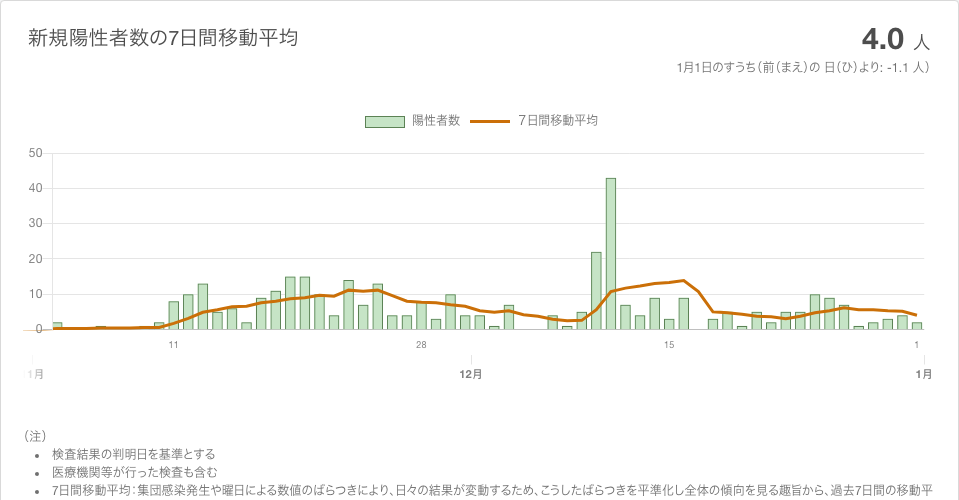 新規陽性者数の7日間移動平均
4.0 人
1月1日のすうち（前（まえ）の 日（ひ）より: -1.1 人）
陽性者数 7日間移動平均
50
40
30
20
10
0
11 28 15 1
1月 12月 1月
（注）
• 検査結果の判明日を基準とする
• 医療機関等が行った検査も含む
• 7日間移動平均：集団感染発生や曜日による数値のばらつきにより、日々の結果が変動するため、こうしたばらつきを平準化し全体の傾向を見る趣旨から、過去7日間の移動平